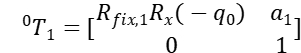 ⁰T₁ = [R_{fix,1}R_x(−q₀) a₁
0 1]